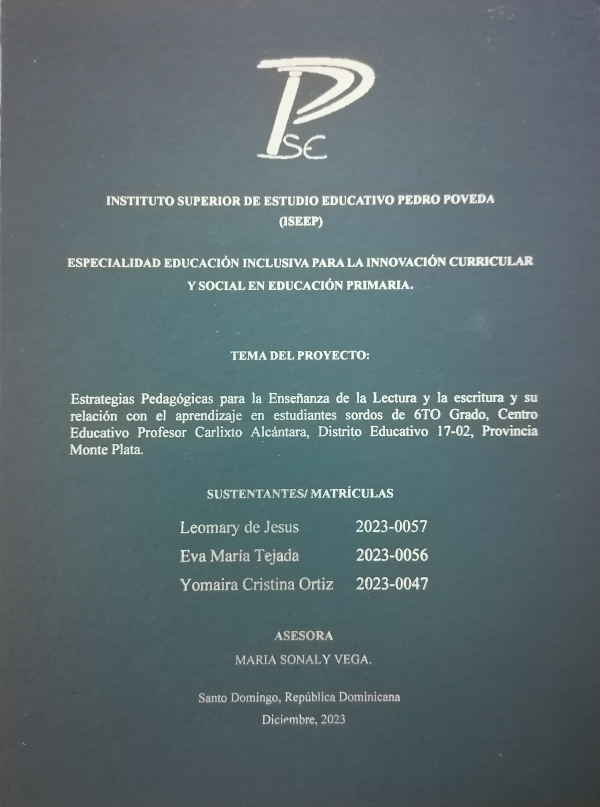 PSE
INSTITUTO SUPERIOR DE ESTUDIO EDUCATIVO PEDRO POVEDA
(ISEEP)
ESPECIALIDAD EDUCACIÓN INCLUSIVA PARA LA INNOVACIÓN CURRICULAR
Y SOCIAL EN EDUCACIÓN PRIMARIA.
TEMA DEL PROYECTO:
Estrategias Pedagógicas para la Enseñanza de la Lectura y la escritura y su
relación con el aprendizaje en estudiantes sordos de 6TO Grado, Centro
Educativo Profesor Carlixto Alcántara, Distrito Educativo 17-02, Provincia
Monte Plata.
SUSTENTANTES/ MATRÍCULAS
Leomary de Jesus 2023-0057
Eva María Tejada 2023-0056
Yomaira Cristina Ortiz 2023-0047
ASESORA
MARIA SONALY VEGA.
Santo Domingo, República Dominicana
Diciembre, 2023